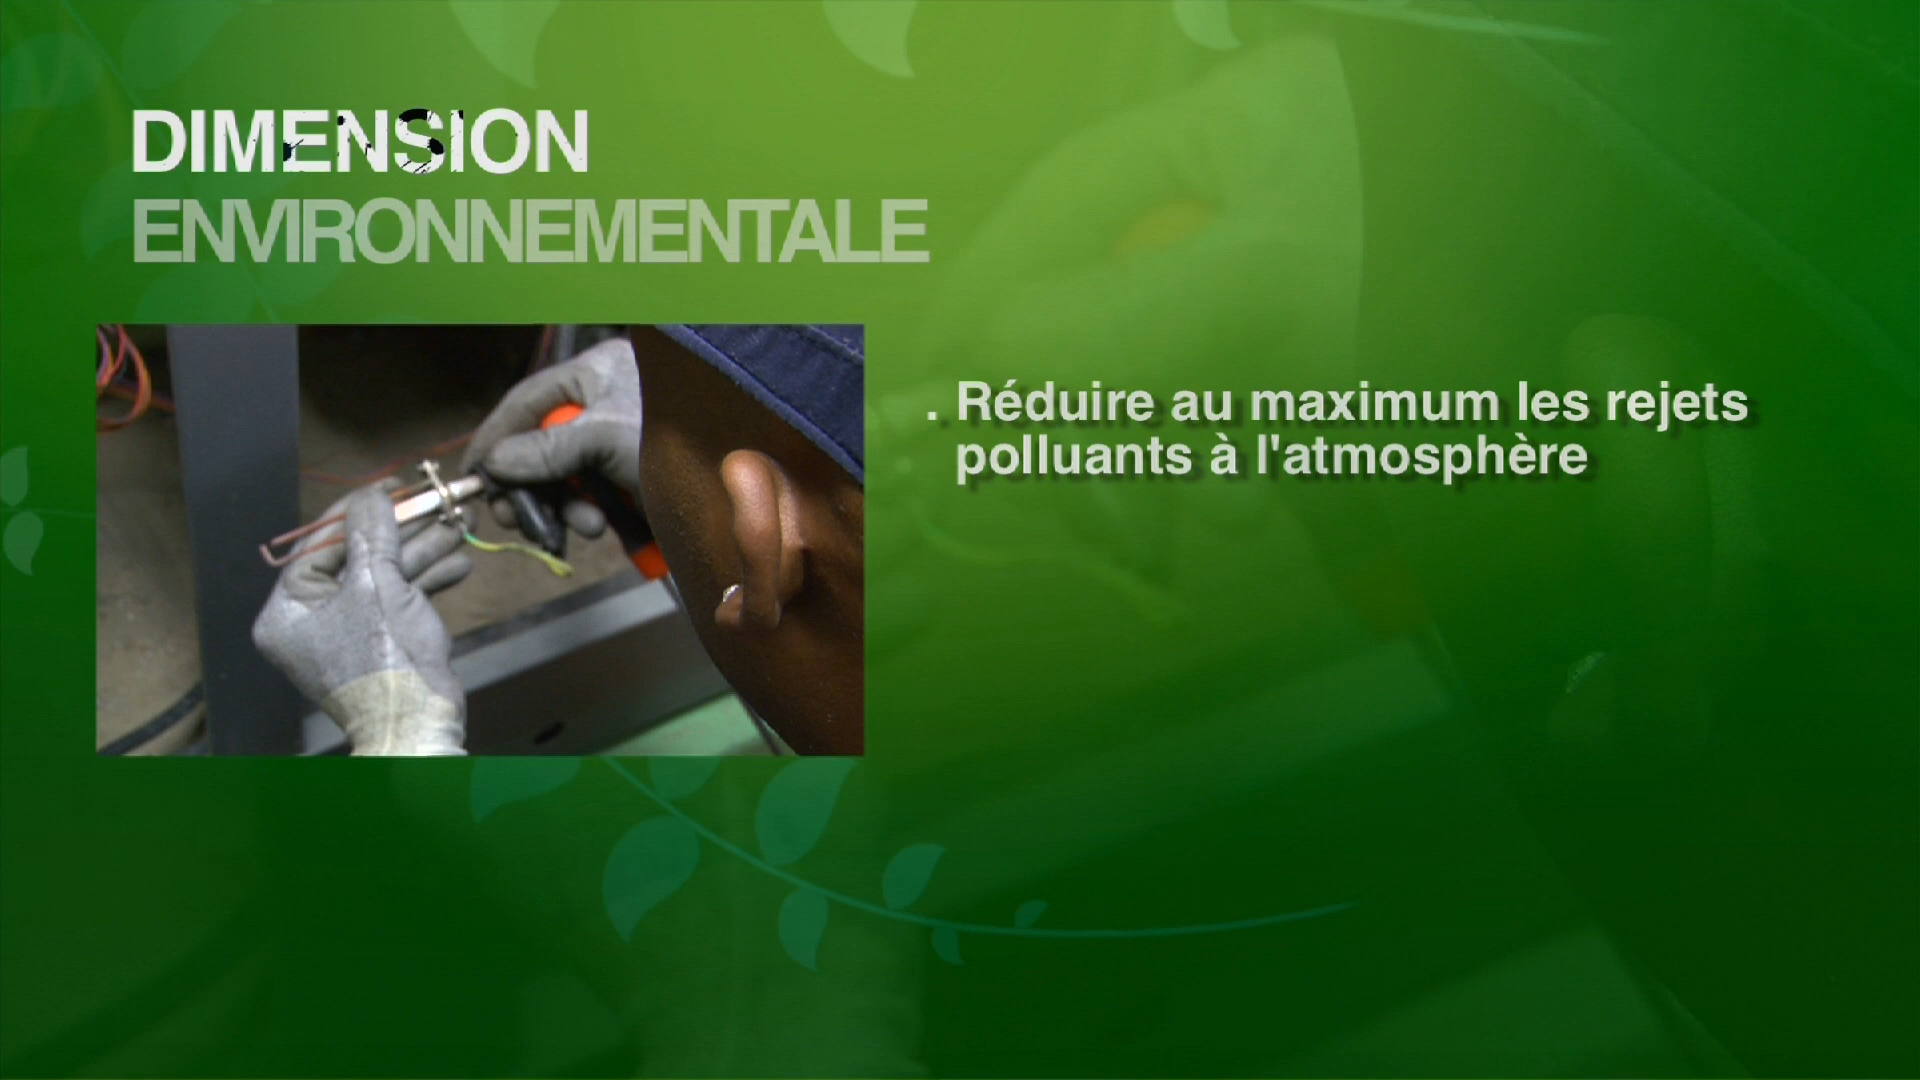 DIMENSION
ENVIRONNEMENTALE
. Réduire au maximum les rejets
polluants à l'atmosphère